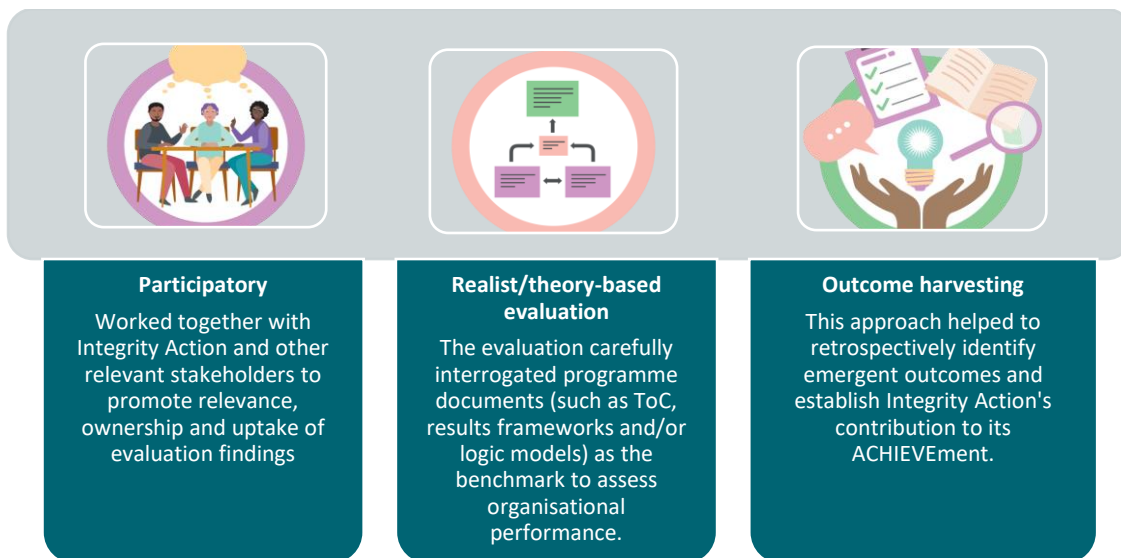 Participatory
Worked together with
Integrity Action and other
relevant stakeholders to
promote relevance,
ownership and uptake of
evaluation findings
Realist/theory-based
evaluation
The evaluation carefully
interrogated programme
documents (such as ToC,
results frameworks and/or
logic models) as the
benchmark to assess
organisational
performance.
Outcome harvesting
This approach helped to
retrospectively identify
emergent outcomes and
establish Integrity Action's
contribution to its
ACHIEVEment.